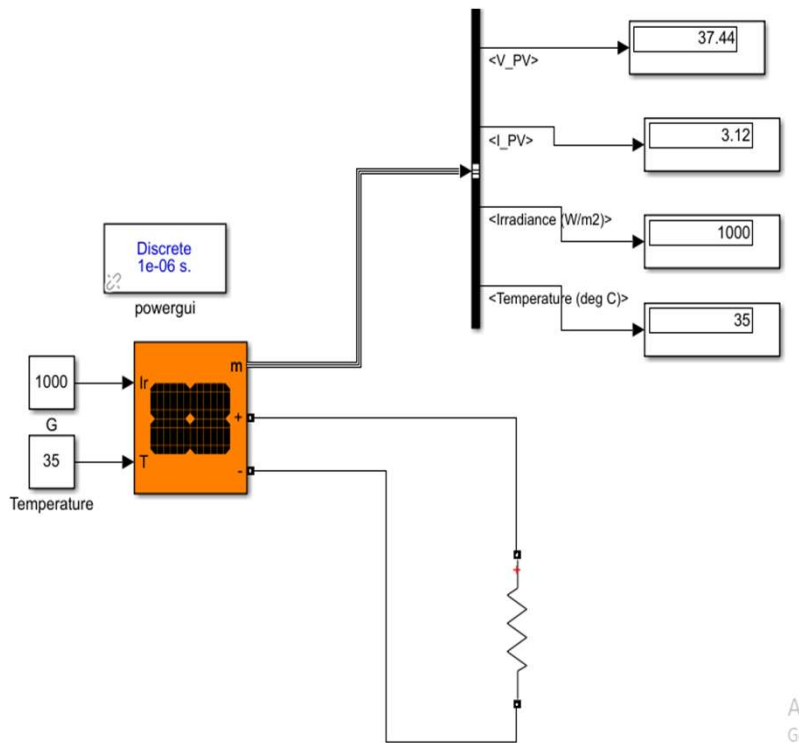 37.44
<V_PV>
3.12
<I_PV>
<Irradiance (W/m2)>
1000
<Temperature (deg C)>
35
Discrete
1e-06 s.
powergui
m
1000
Ir
G
+
35
T
-
Temperature
+
A
G